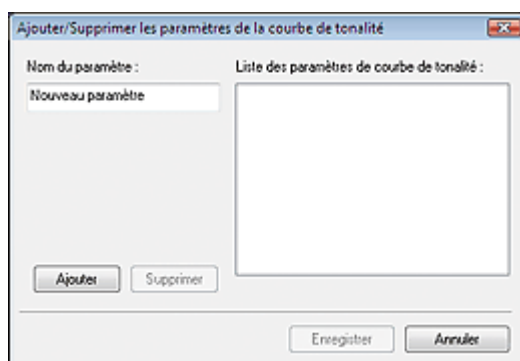 Ajouter/Supprimer les paramètres de la courbe de tonalité
Nom du paramètre :
Liste des paramètres de courbe de tonalité :
Nouveau paramètre
Ajouter
Supprimer
Enregistrer
Annuler